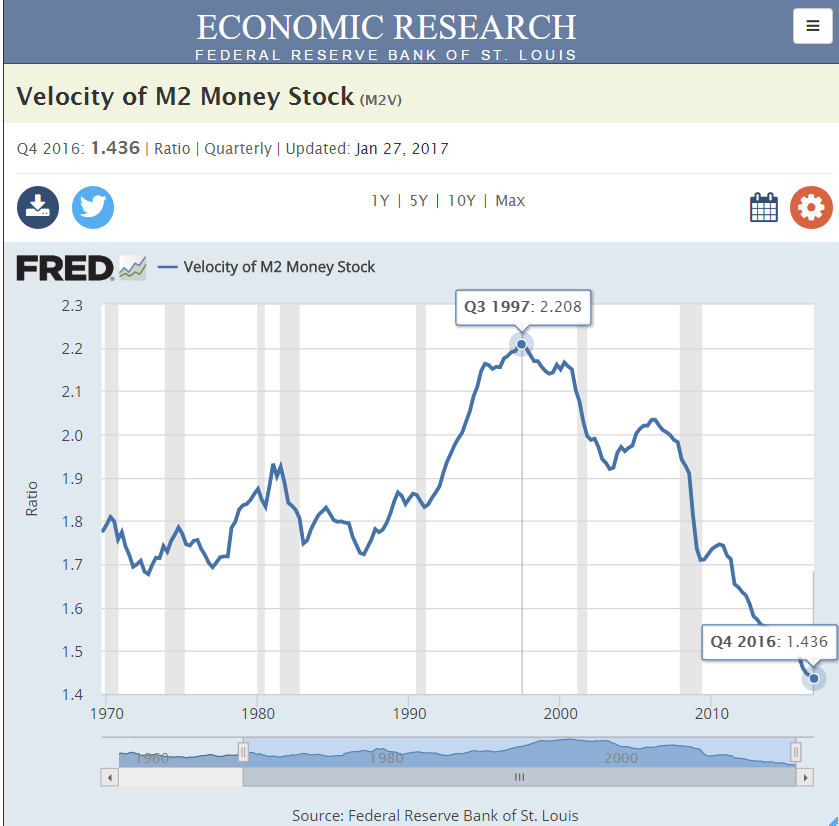 ECONOMIC RESEARCH
FEDERAL RESERVE BANK OF ST. LOUIS
Velocity of M2 Money Stock (M2V)
Q4 2016: 1.436 | Ratio | Quarterly | Updated: Jan 27, 2017
1Y | 5Y | 10Y | Max
FRED Velocity of M2 Money Stock
2.3
Q3 1997: 2.208
2.2
2.1
2.0
1.9
Ratio
1.8
1.7
1.6
Q4 2016: 1.436
1.5
1.4
1970 1980 1990 2000 2010
1960 1980 2000
Source: Federal Reserve Bank of St. Louis